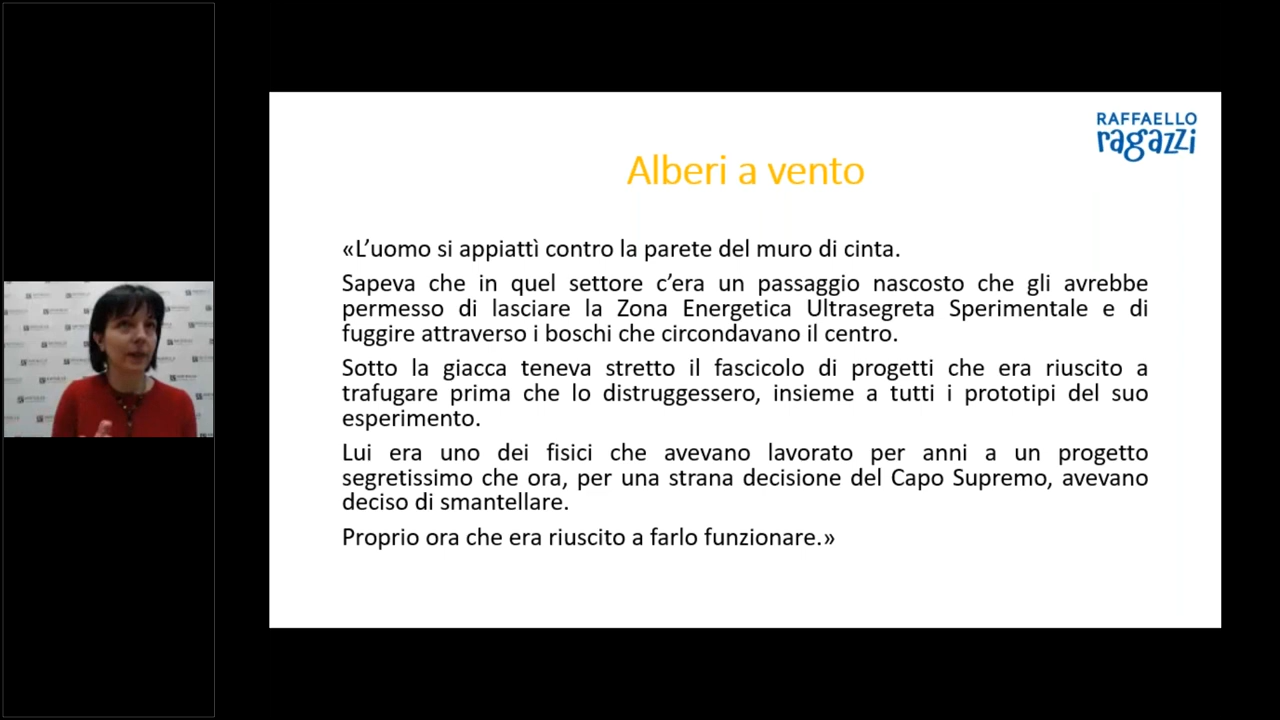 RAFFAELLO
ragazzi
Alberi a vento
«L’uomo si appiattì contro la parete del muro di cinta.
Sapeva che in quel settore c’era un passaggio nascosto che gli avrebbe
permesso di lasciare la Zona Energetica Ultrasegreta Sperimentale e di
fuggire attraverso i boschi che circondavano il centro.
Sotto la giacca teneva stretto il fascicolo di progetti che era riuscito a
trafugare prima che lo distruggessero, insieme a tutti i prototipi del suo
esperimento.
Lui era uno dei fisici che avevano lavorato per anni a un progetto
segretissimo che ora, per una strana decisione del Capo Supremo, avevano
deciso di smantellare.
Proprio ora che era riuscito a farlo funzionare.»